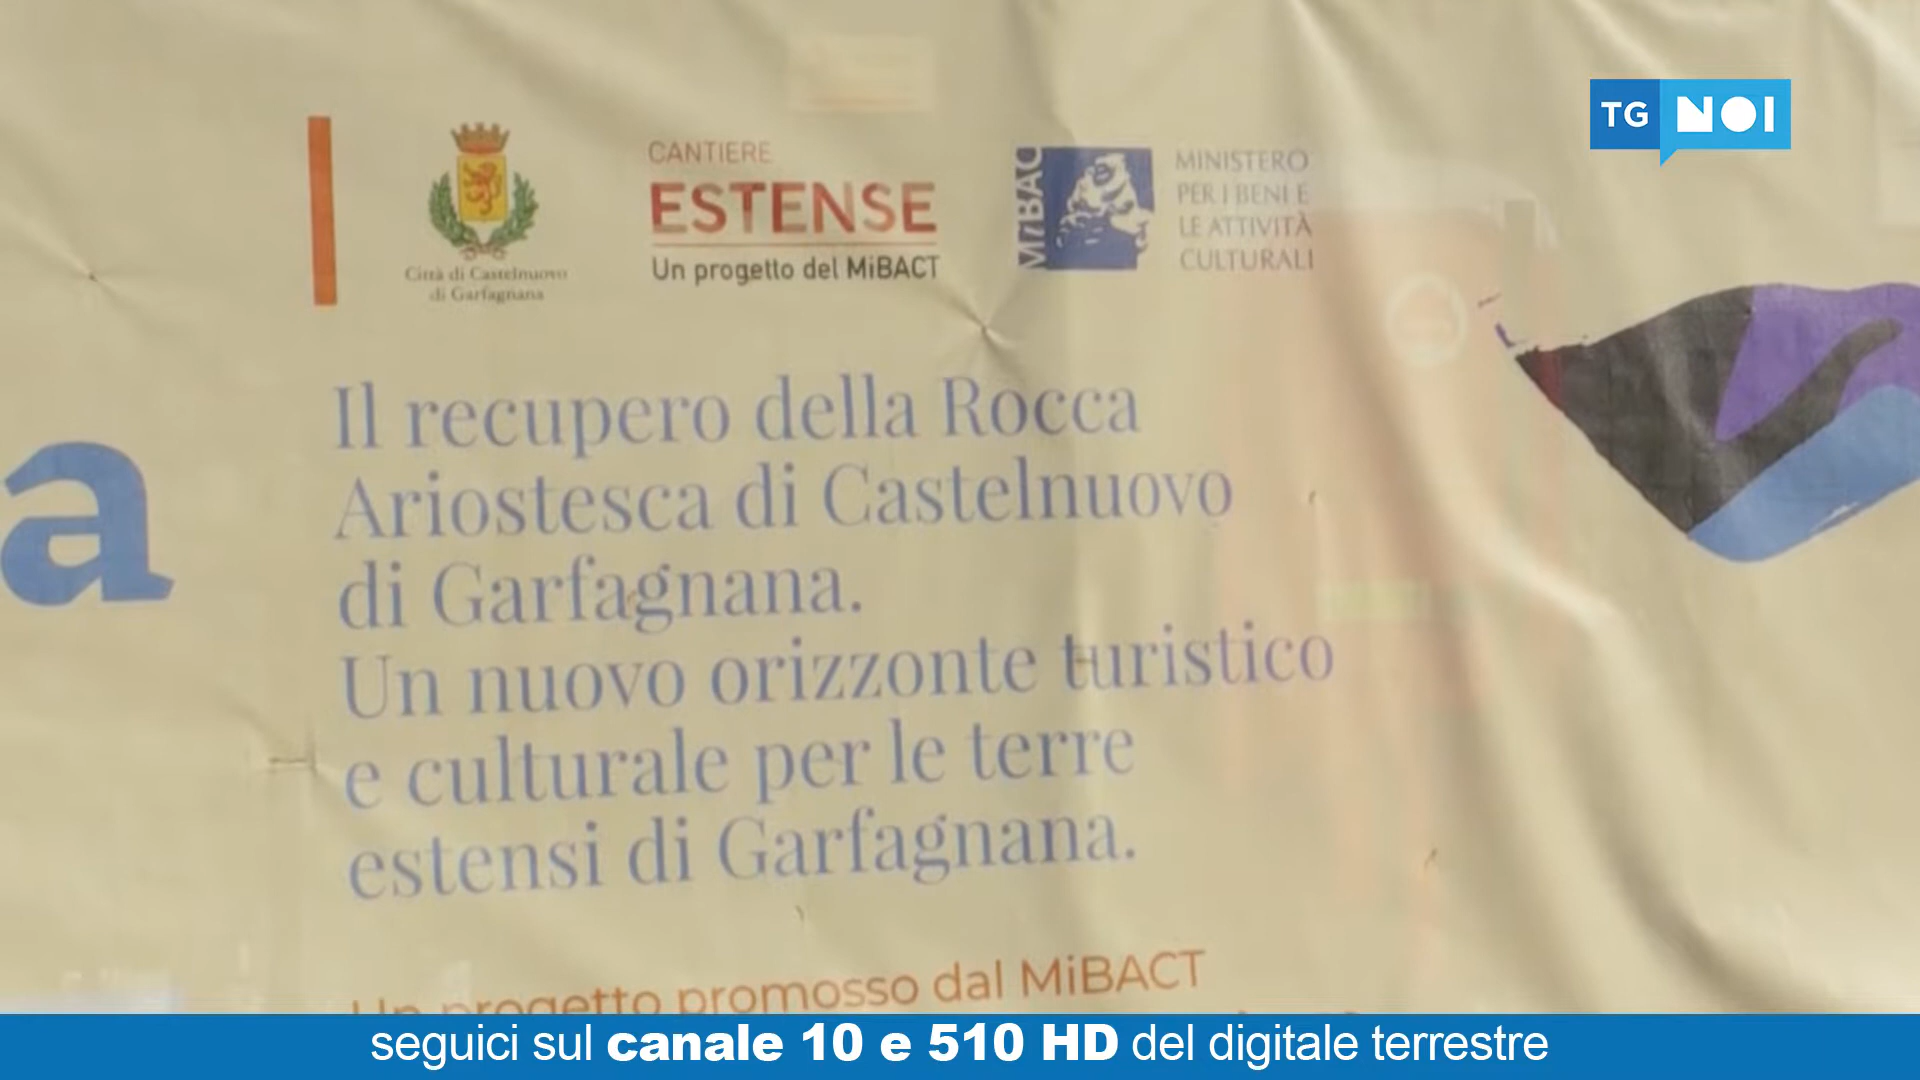 TG NOI
Città di Castelnuovo
di Garfagnana
CANTIERE
ESTENSE
Un progetto del MiBACT
MiBAC
MINISTERO
PER I BENI E
LE ATTIVITÀ
CULTURALI
a
Il recupero della Rocca
Ariostesca di Castelnuovo
di Garfagnana.
Un nuovo orizzonte turistico
e culturale per le terre
estensi di Garfagnana.
Un progetto promosso dal MiBACT
seguici sul canale 10 e 510 HD del digitale terrestre